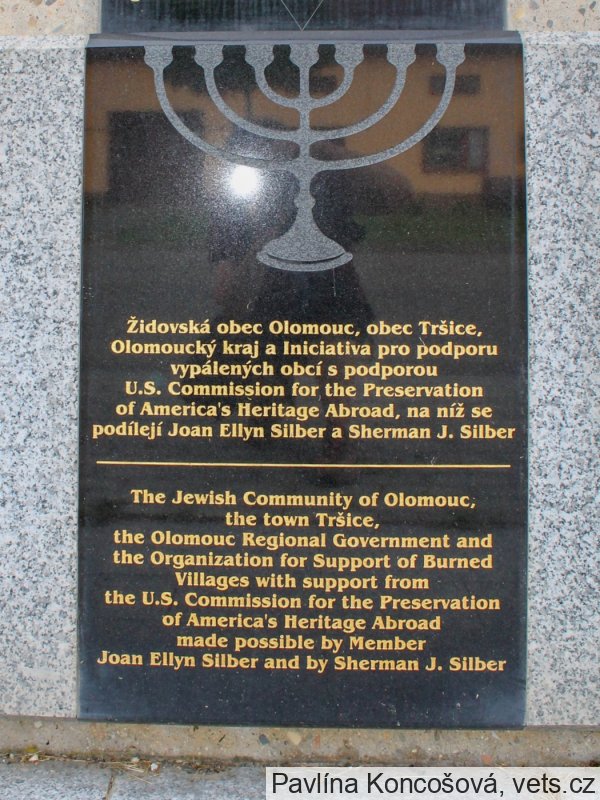 Židovská obec Olomouc, obec Tršice,
Olomoucký kraj a Iniciativa pro podporu
vypálených obcí s podporou
U.S. Commission for the Preservation
of America's Heritage Abroad, na níž se
podílejí Joan Ellyn Silber a Sherman J. Silber
The Jewish Community of Olomouc,
the town Tršice,
the Olomouc Regional Government and
the Organization for Support of Burned
Villages with support from
the U.S. Commission for the Preservation
of America's Heritage Abroad
made possible by Member
Joan Ellyn Silber and by Sherman J. Silber
Pavlína Koncošová, vets.cz